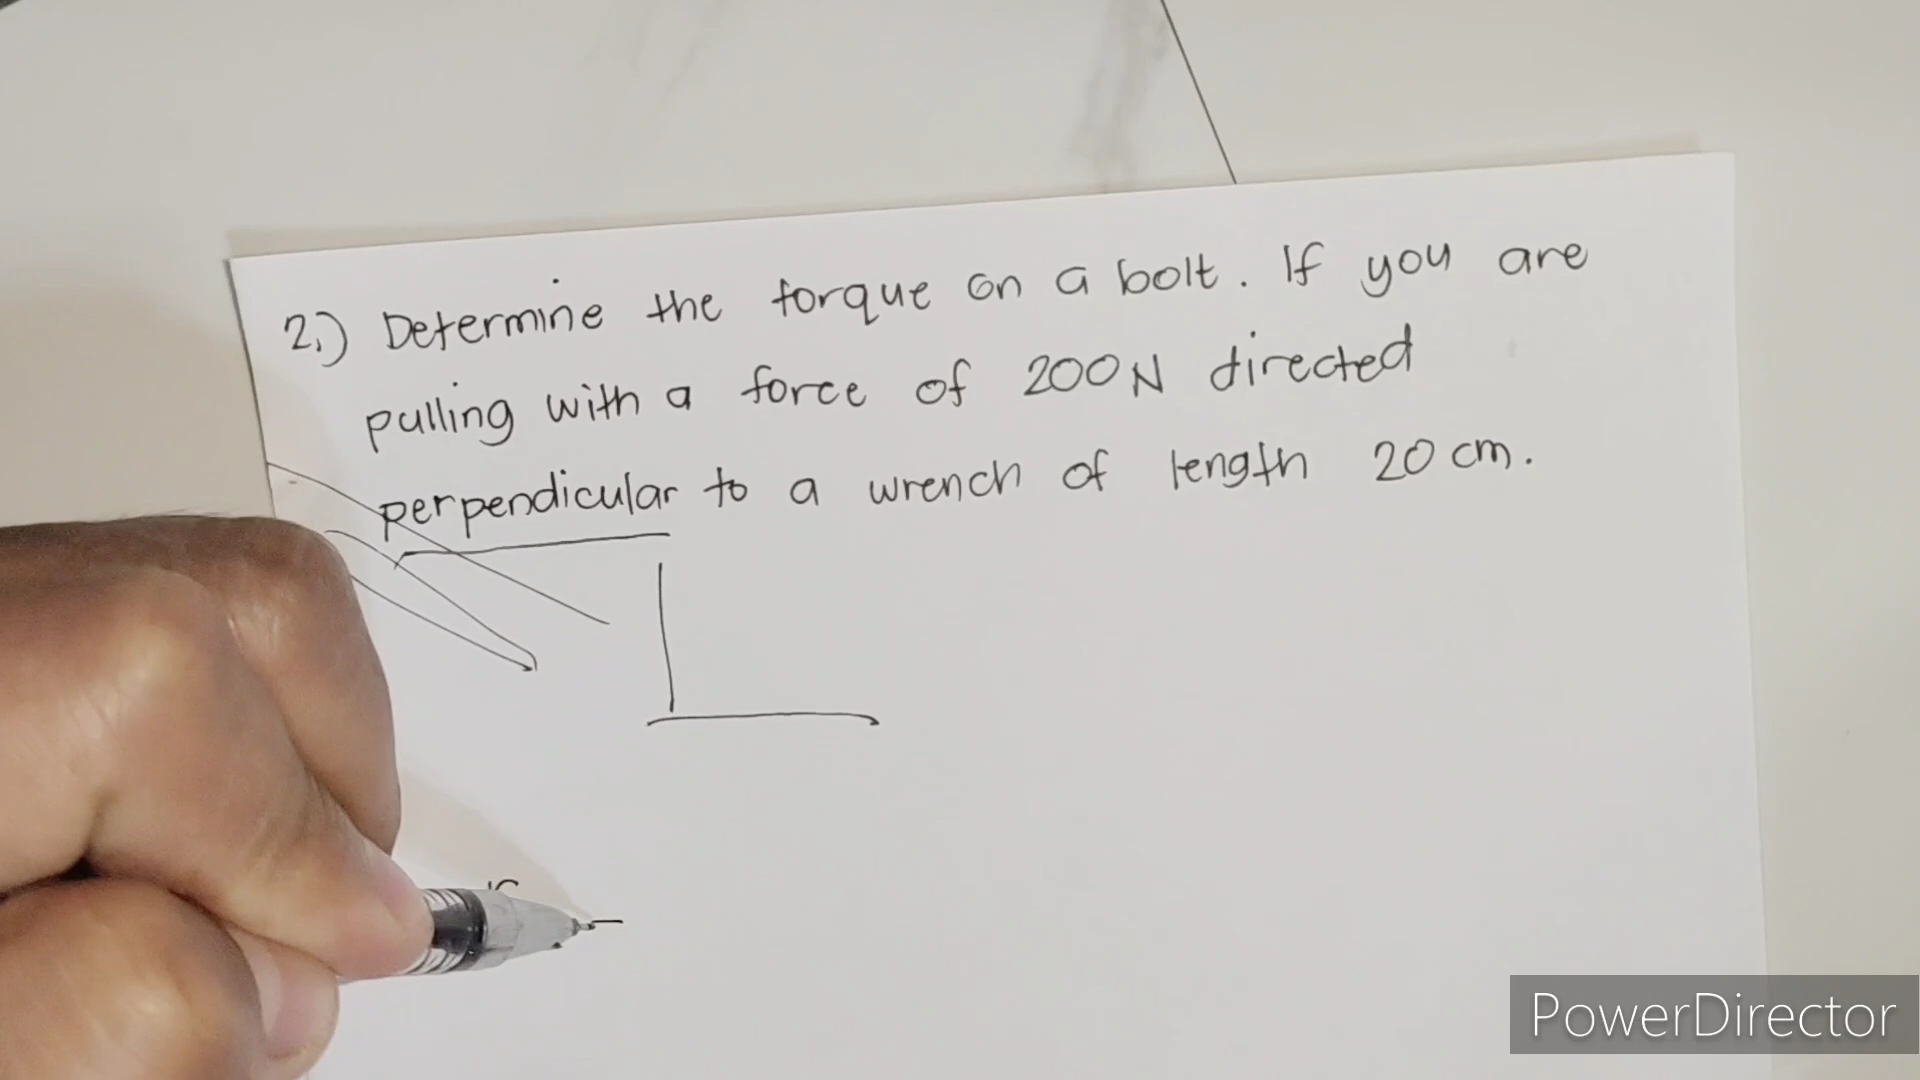 2.) Determine the torque on a bolt. If you are
pulling with a force of 200N directed
perpendicular to a wrench of length 20 cm.
PowerDirector